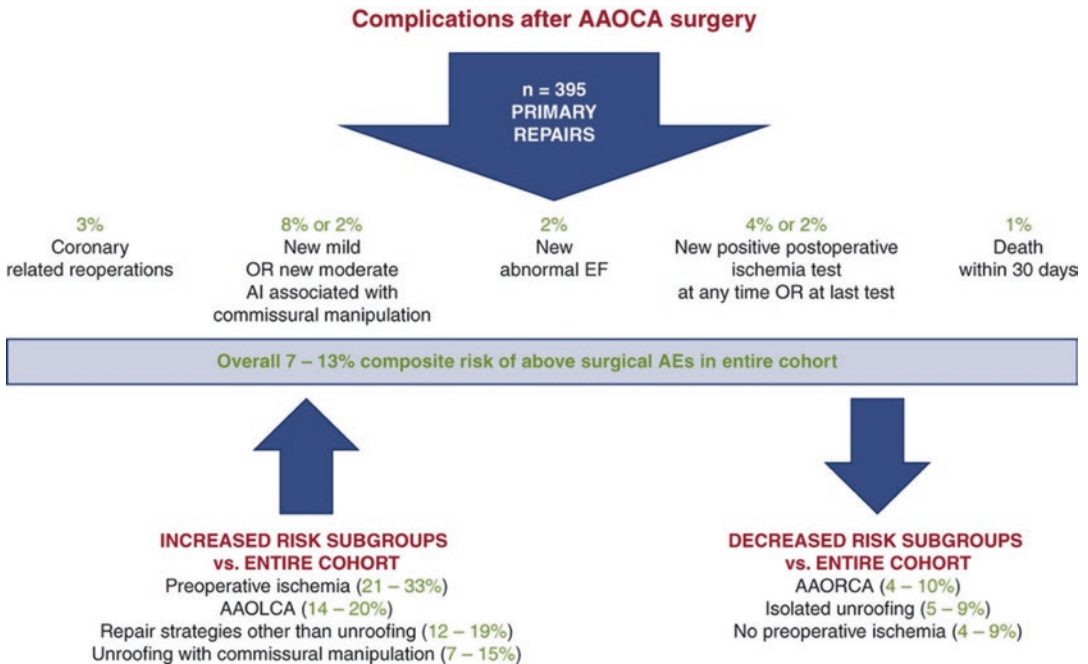 Complications after AAOCA surgery
n = 395
PRIMARY
REPAIRS
3%
Coronary
related reoperations
8% or 2%
New mild
OR new moderate
AI associated with
commissural manipulation
2%
New
abnormal EF
4% or 2%
New positive postoperative
ischemia test
at any time OR at last test
1%
Death
within 30 days
Overall 7 – 13% composite risk of above surgical AEs in entire cohort
INCREASED RISK SUBGROUPS
vs. ENTIRE COHORT
Preoperative ischemia (21 – 33%)
AAOLCA (14 – 20%)
Repair strategies other than unroofing (12 – 19%)
Unroofing with commissural manipulation (7 – 15%)
DECREASED RISK SUBGROUPS
vs. ENTIRE COHORT
AAORCA (4 – 10%)
Isolated unroofing (5 – 9%)
No preoperative ischemia (4 – 9%)